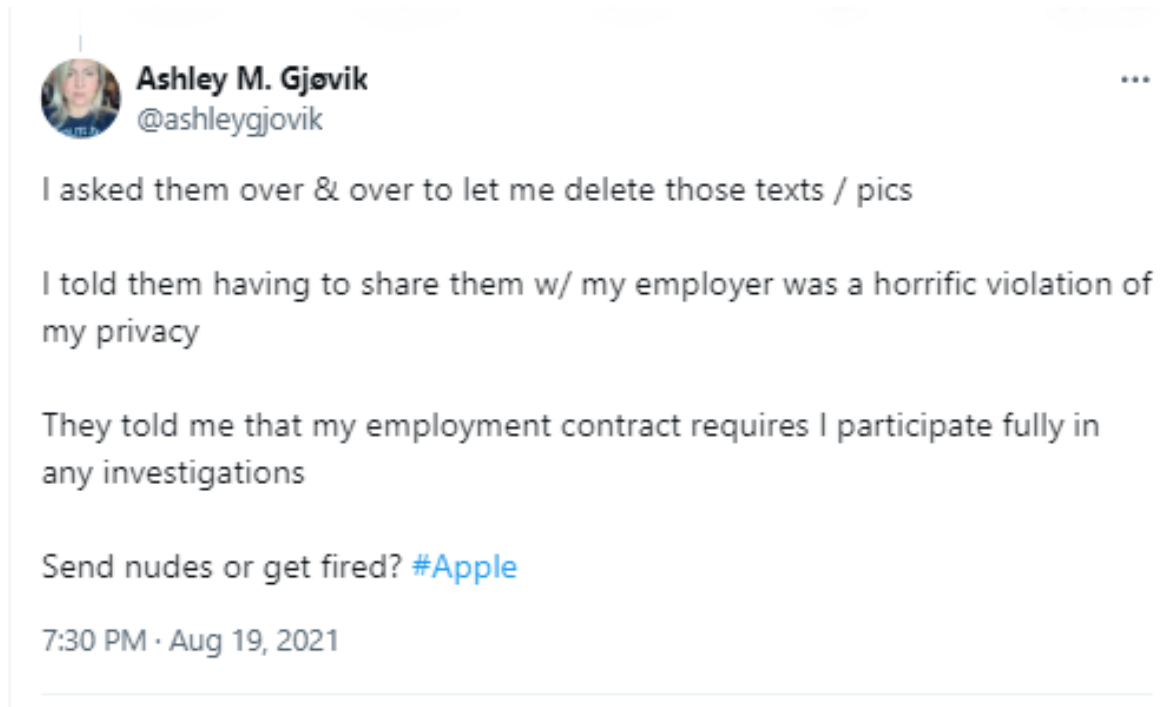 Ashley M. Gjøvik
@ashleygjovik
I asked them over & over to let me delete those texts / pics
I told them having to share them w/ my employer was a horrific violation of
my privacy
They told me that my employment contract requires I participate fully in
any investigations
Send nudes or get fired? #Apple
7:30 PM · Aug 19, 2021